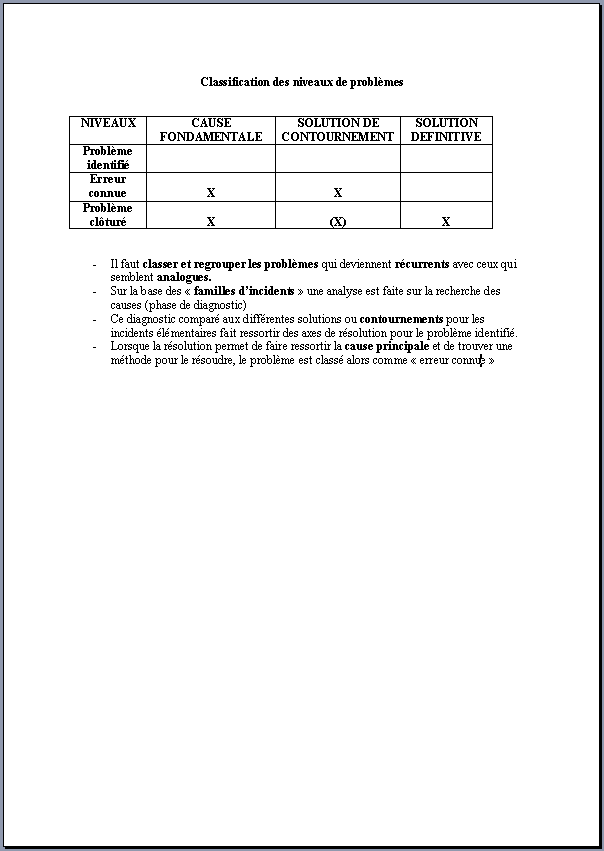 Classification des niveaux de problèmes
NIVEAUX CAUSE FONDAMENTALE SOLUTION DE CONTOURNEMENT SOLUTION DEFINITIVE
Problème identifié
Erreur connue X X
Problème clôturé X (X) X
- Il faut classer et regrouper les problèmes qui deviennent récurrents avec ceux qui
semblent analogues.
- Sur la base des « familles d’incidents » une analyse est faite sur la recherche des
causes (phase de diagnostic)
- Ce diagnostic comparé aux différentes solutions ou contournements pour les
incidents élémentaires fait ressortir des axes de résolution pour le problème identifié.
- Lorsque la résolution permet de faire ressortir la cause principale et de trouver une
méthode pour le résoudre, le problème est classé alors comme « erreur connue »